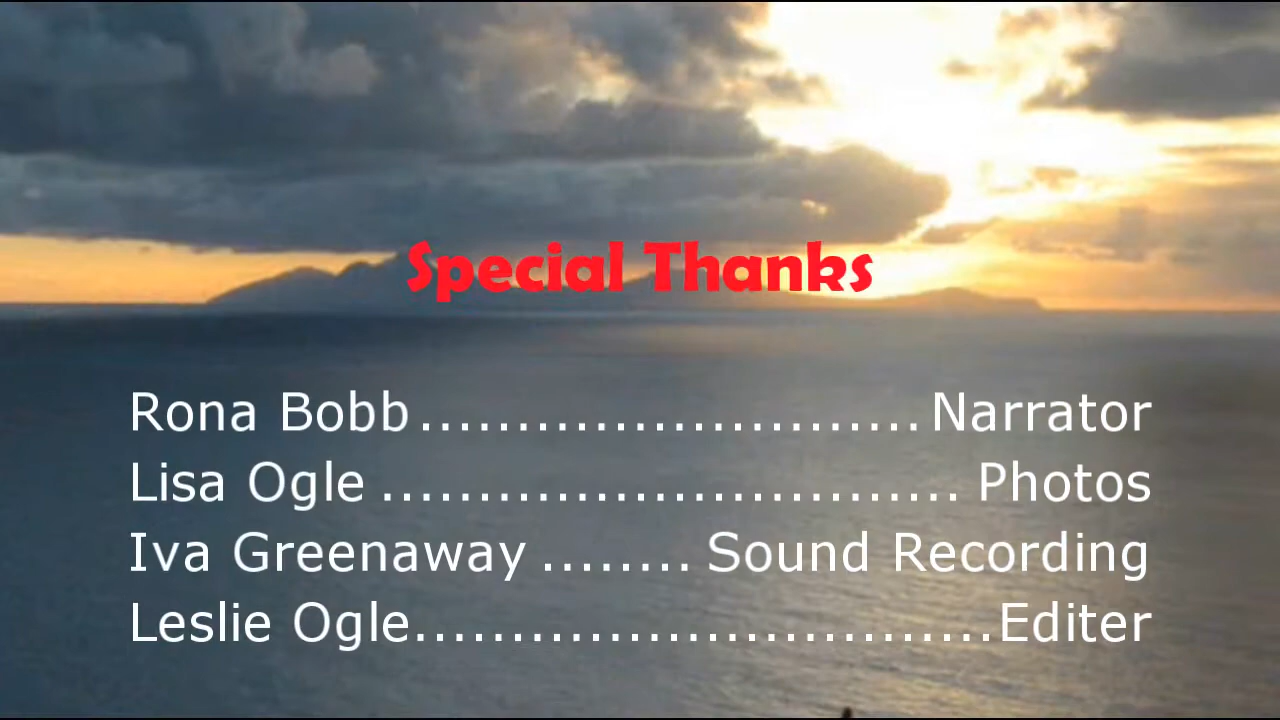 Special Thanks
Rona Bobb..........................Narrator
Lisa Ogle .............................. Photos
Iva Greenaway ........ Sound Recording
Leslie Ogle..............................Editer